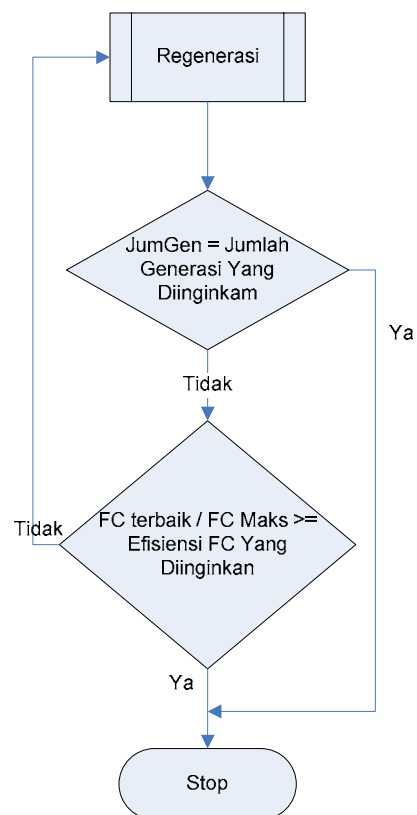 Regenerasi
JumGen = Jumlah
Generasi Yang
Diinginkam
Ya
Tidak
FC terbaik / FC Maks >=
Efisiensi FC Yang
Diinginkan
Tidak
Ya
Stop